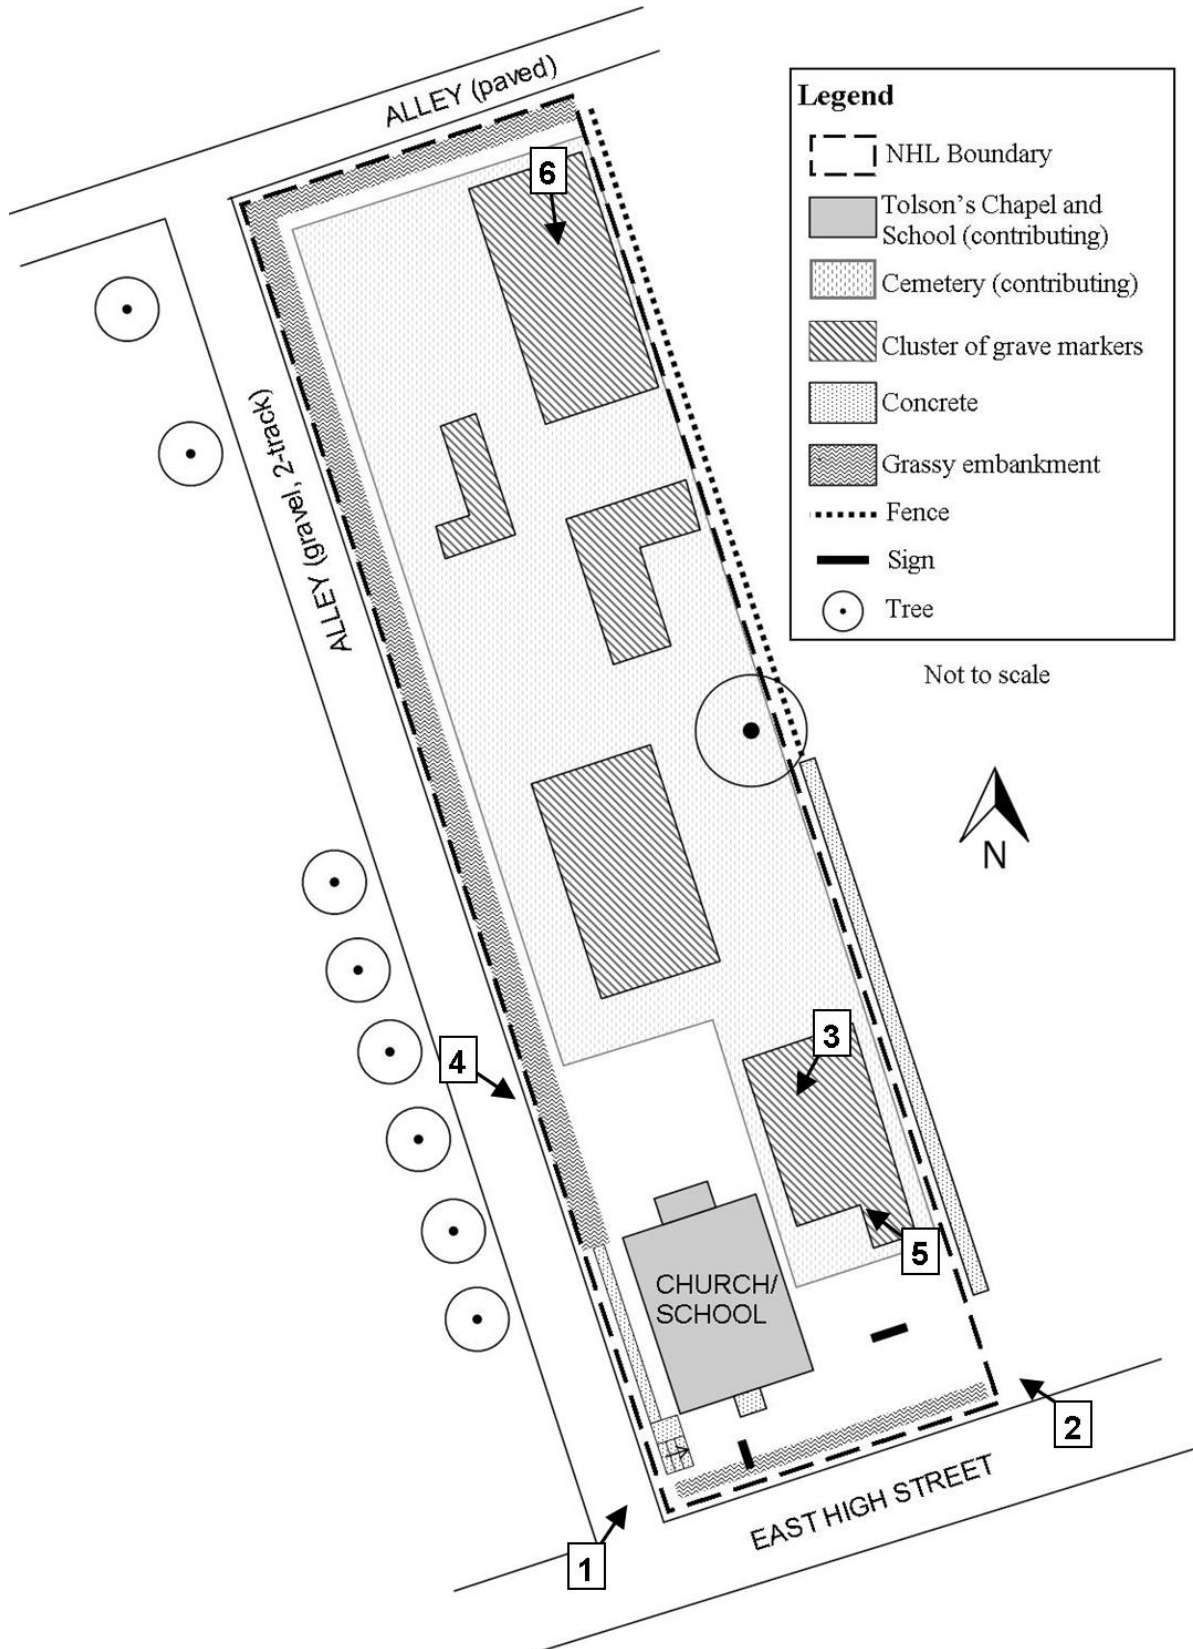 ALLEY (paved)
Legend
NHL Boundary
Tolson's Chapel and
School (contributing)
Cemetery (contributing)
Cluster of grave markers
Concrete
Grassy embankment
Fence
Sign
Tree
Not to scale
N
6
ALLEY (gravel, 2-track)
3
4
5
CHURCH/
SCHOOL
2
EAST HIGH STREET
1